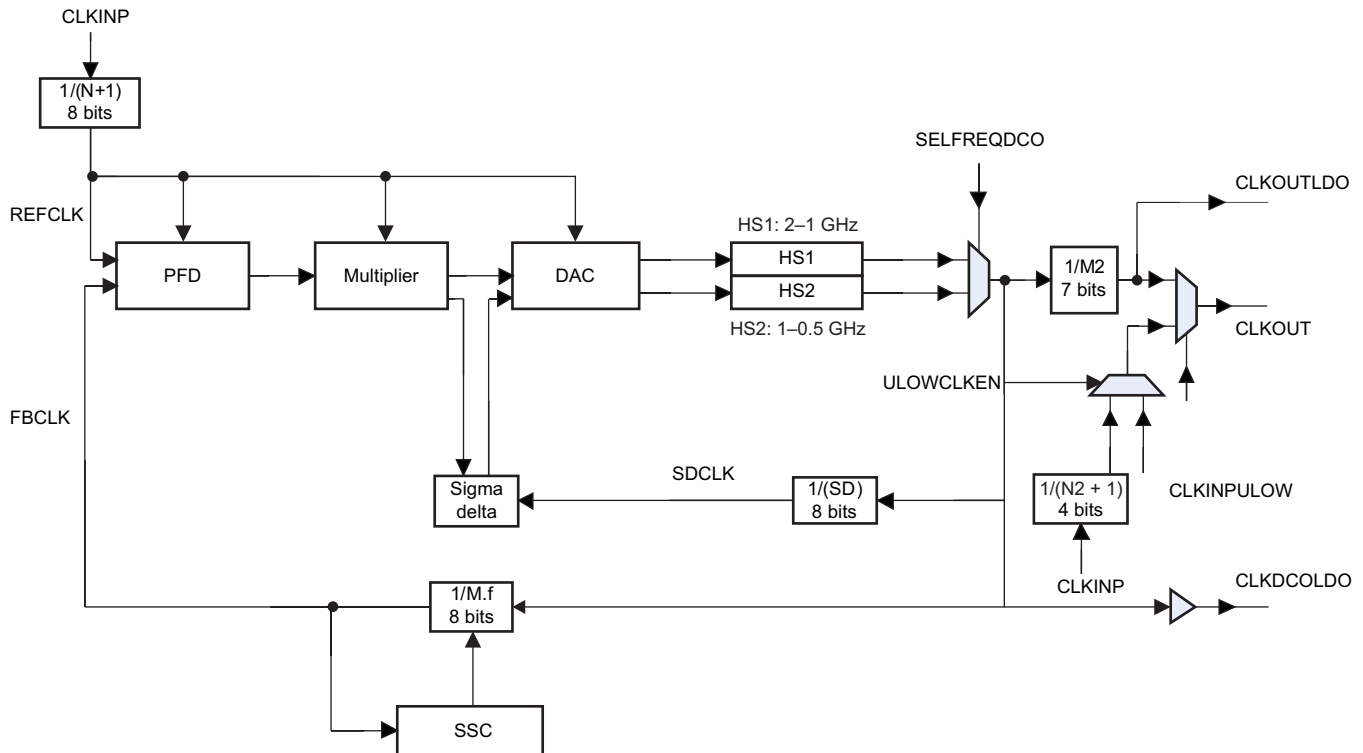 CLKINP
1/(N+1)
8 bits
SELFREQDCO
CLKOUTLDO
REFCLK
HS1: 2–1 GHz
PFD
Multiplier
DAC
HS1
HS2
1/M2
7 bits
HS2: 1–0.5 GHz
CLKOUT
ULOWCLKEN
FBCLK
SDCLK
Sigma
delta
1/(SD)
8 bits
1/(N2 + 1)
4 bits
CLKINPULOW
CLKINP
CLKDCOLDO
1/M.f
8 bits
SSC